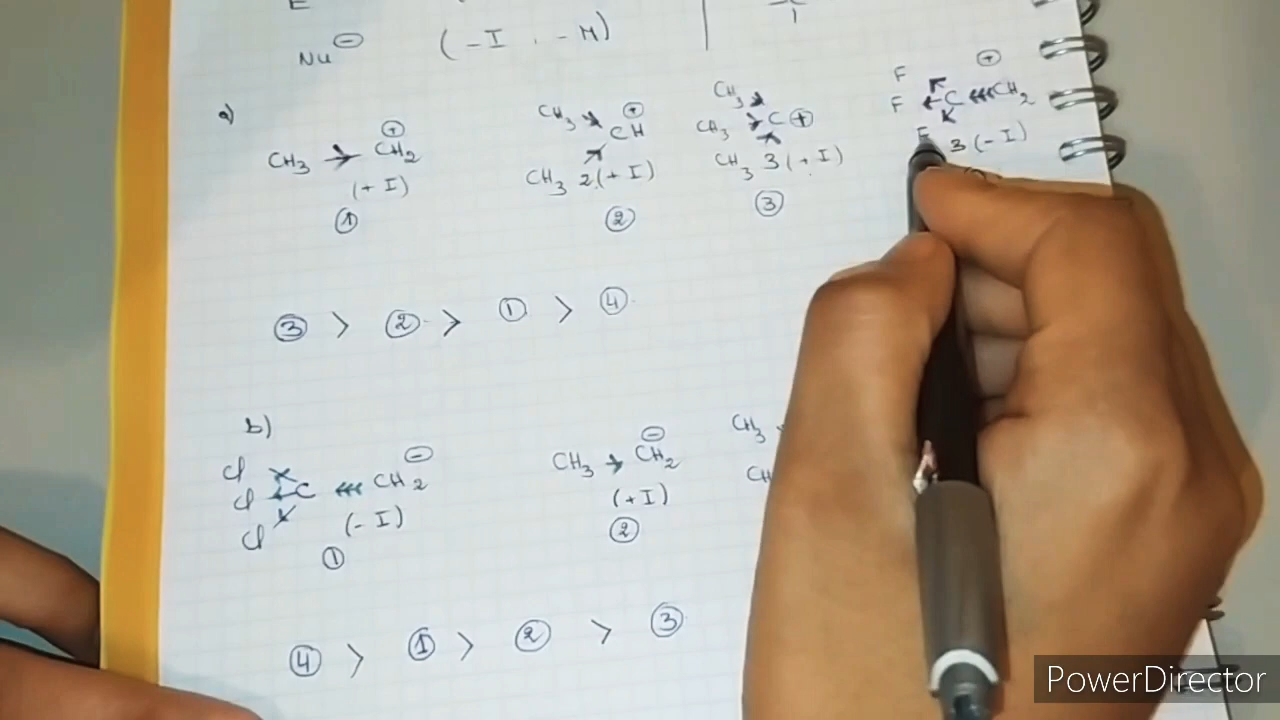 E
Nu ⊖ ( -I . -M)
a)
CH3 → CH2 ⊕
(+ I)
①
CH3 CH ⊕
CH3 2(+ I)
②
CH3
CH3 C ⊕
CH3 3(+ I)
③
F
F C CH2 ⊕
F 3(- I)
③ > ② > ① > ④
b)
Cl
Cl C CH2 ⊖
Cl (- I)
①
CH3 → CH2 ⊖
(+ I)
②
CH3
CH
④ > ① > ② > ③
PowerDirector